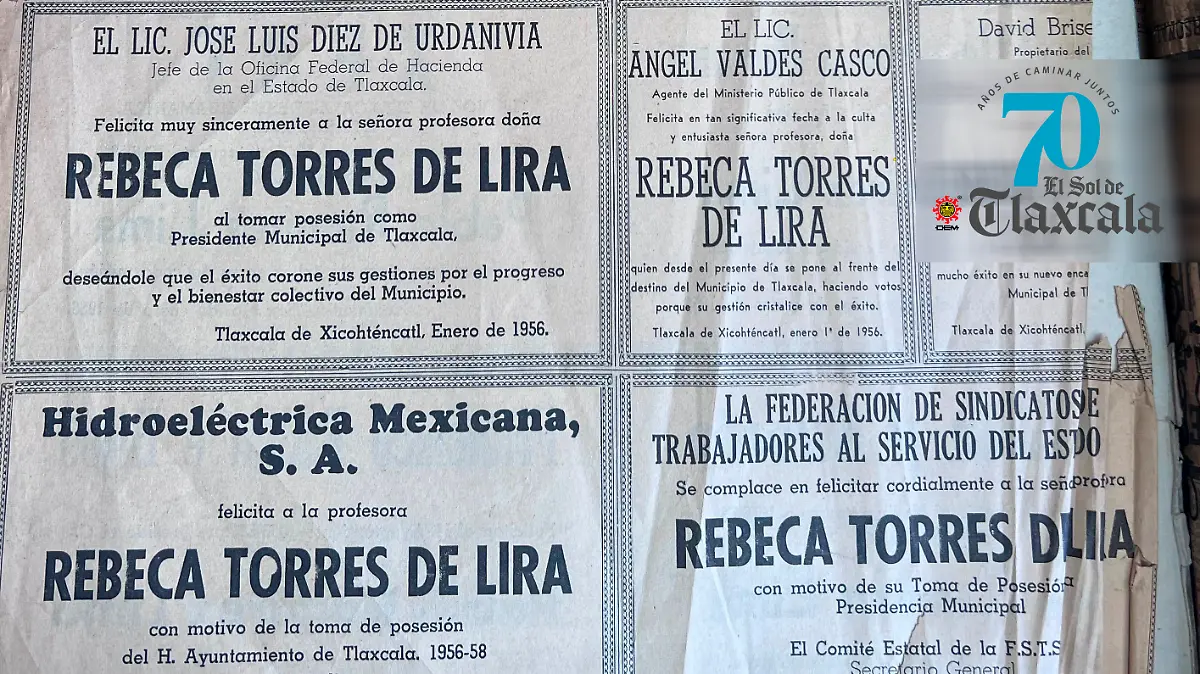 EL LIC. JOSE LUIS DIEZ DE URDANIVIA
Jefe de la Oficina Federal de Hacienda
en el Estado de Tlaxcala.
Felicita muy sinceramente a la señora profesora doña
REBECA TORRES DE LIRA
al tomar posesión como
Presidente Municipal de Tlaxcala,
deseándole que el éxito corone sus gestiones por el progreso
y el bienestar colectivo del Municipio.
Tlaxcala de Xicohténcatl, Enero de 1956.
EL LIC.
ANGEL VALDES CASCO
Agente del Ministerio Público de Tlaxcala
Felicita en tan significativa fecha a la culta
y entusiasta señora profesora, doña
REBECA TORRES
DE LIRA
quien desde el presente día se pone al frente del
destino del Municipio de Tlaxcala, haciendo votos
porque su gestión cristalice con el éxito.
Tlaxcala de Xicohténcatl, enero 1º de 1956.
David Brise
Propietario del
mucho éxito en su nuevo enca
Municipal de Tl
Tlaxcala de Xicohténcatl,
AÑOS DE CAMINAR JUNTOS
70
El Sol de
Tlaxcala
OEM
Hidroeléctrica Mexicana,
S. A.
felicita a la profesora
REBECA TORRES DE LIRA
con motivo de la toma de posesión
del H. Ayuntamiento de Tlaxcala. 1956-58
LA FEDERACION DE SINDICATOS E
TRABAJADORES AL SERVICIO DEL ESDO
Se complace en felicitar cordialmente a la señ profra
REBECA TORRES D LIRA
con motivo de su Toma de Posesión a
Presidencia Municipal
El Comité Estatal de la F.S.T.S
Secretario General